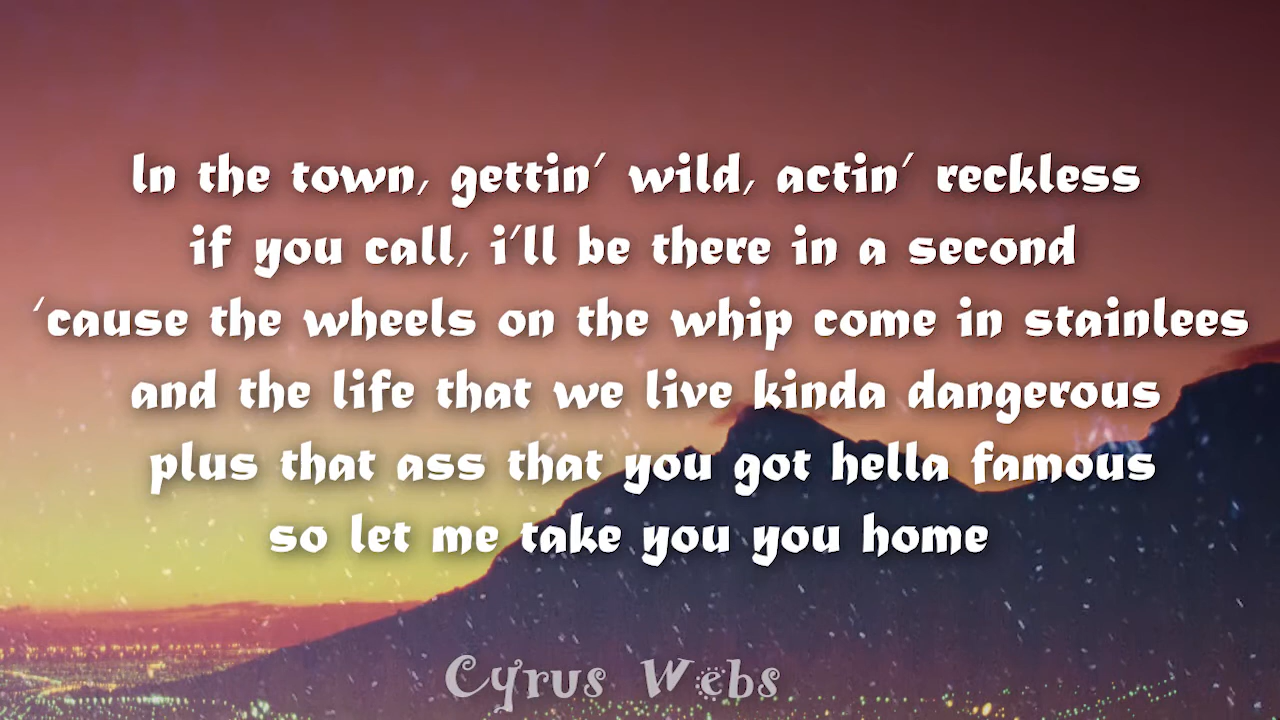 In the town, gettin' wild, actin' reckless
if you call, i'll be there in a second
'cause the wheels on the whip come in stainlees
and the life that we live kinda dangerous
plus that ass that you got hella famous
so let me take you you home
Cyrus Webs